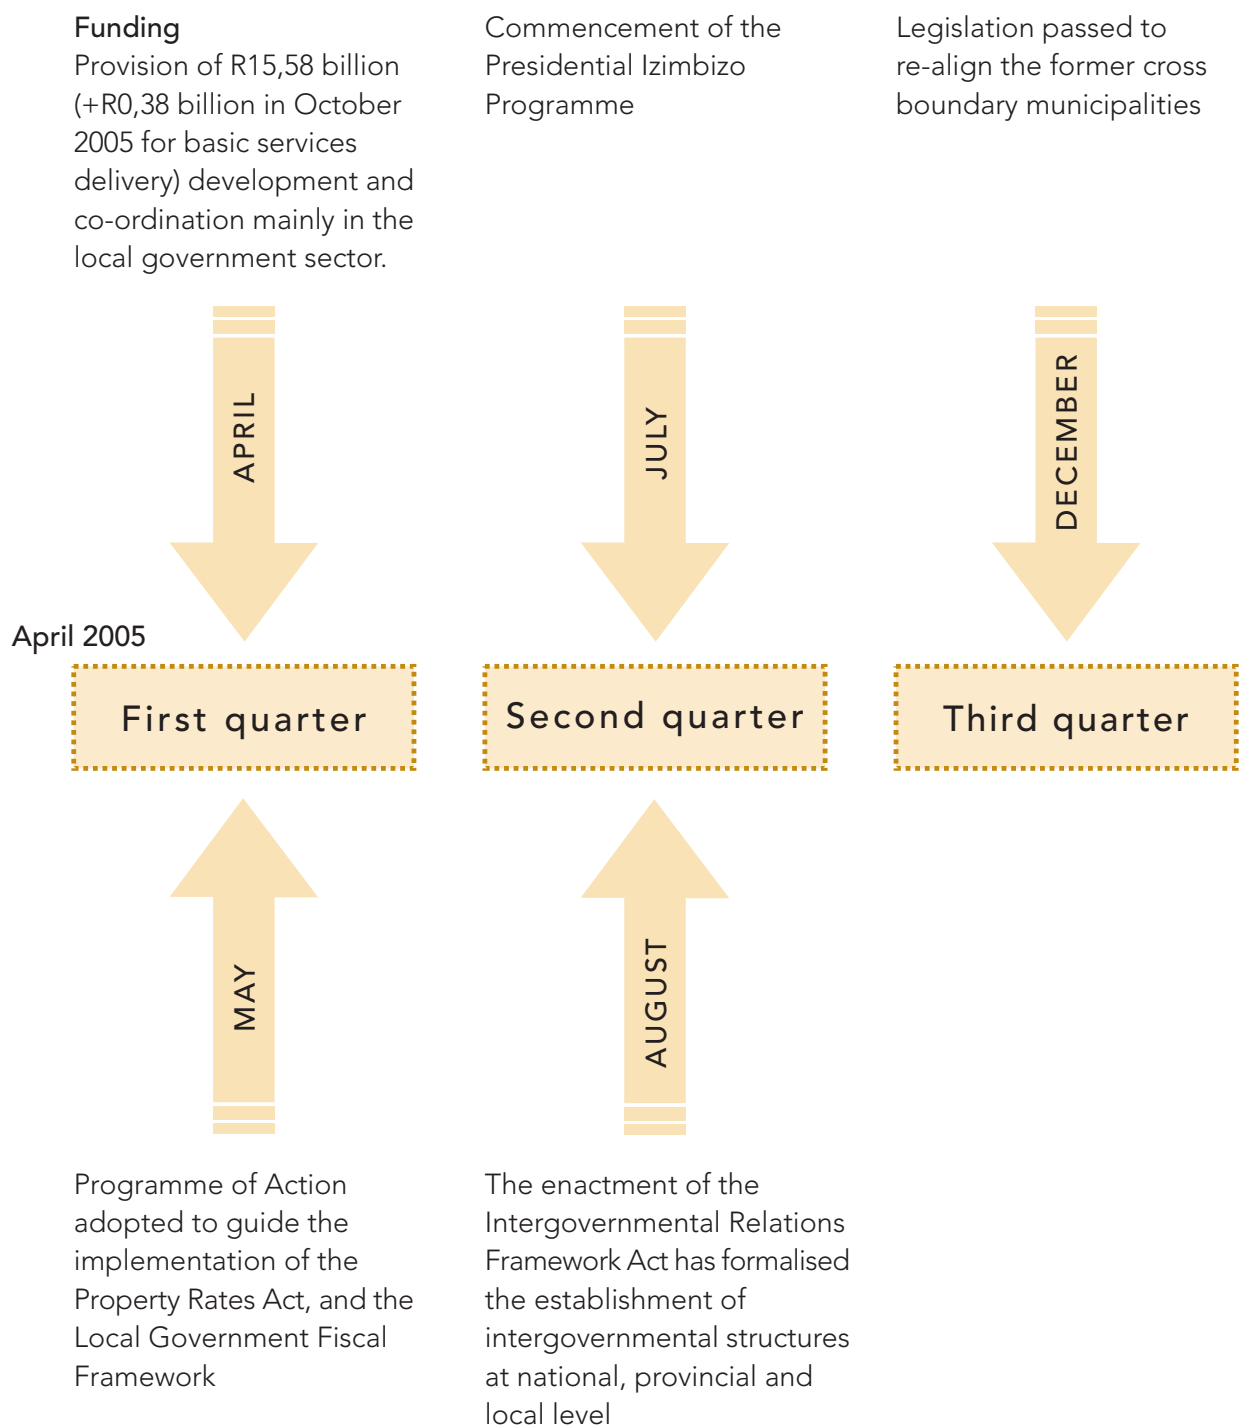 Funding
Provision of R15,58 billion
(+R0,38 billion in October
2005 for basic services
delivery) development and
co-ordination mainly in the
local government sector.
Commencement of the
Presidential Izimbizo
Programme
Legislation passed to
re-align the former cross
boundary municipalities
APRIL
JULY
DECEMBER
April 2005
First quarter
Second quarter
Third quarter
MAY
AUGUST
Programme of Action
adopted to guide the
implementation of the
Property Rates Act, and the
Local Government Fiscal
Framework
The enactment of the
Intergovernmental Relations
Framework Act has formalised
the establishment of
intergovernmental structures
at national, provincial and
local level